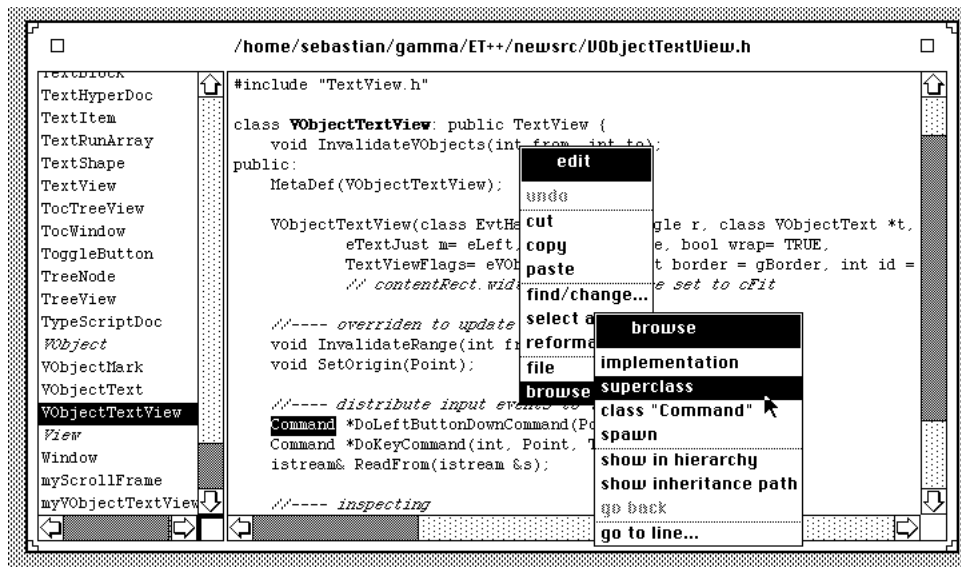 /home/sebastian/gamma/ET++/newsrc/VObjectTextView.h
TextBlock
TextHyperDoc
TextItem
TextRunArray
TextShape
TextView
TocTreeView
TocWindow
ToggleButton
TreeNode
TreeView
TypeScriptDoc
VObject
VObjectMark
VObjectText
VObjectTextView
View
Window
myScrollFrame
myVObjectTextView
#include "TextView.h"
class VObjectTextView: public TextView {
void InvalidateVObjects(int from, int to);
public:
MetaDef(VObjectTextView);
VObjectTextView(class EvtHa gle r, class VObjectText *t,
eTextJust m= eLeft, e, bool wrap= TRUE,
TextViewFlags= eVOb t border = gBorder, int id =
// contentRect.wid e set to cFit
//---- overriden to update
void InvalidateRange(int fr
void SetOrigin(Point);
//---- distribute input events to
Command *DoLeftButtonDownCommand(Po
Command *DoKeyCommand(int, Point, T
istream& ReadFrom(istream &s);
//---- inspecting
edit
undo
cut
copy
paste
find/change...
select a
reforma
file
browse
browse
implementation
superclass
class "Command"
spawn
show in hierarchy
show inheritance path
go back
go to line...